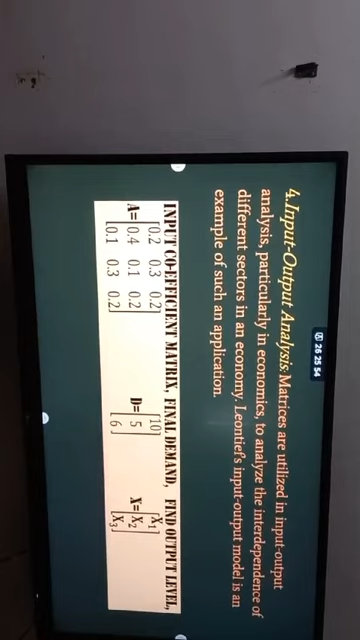 26 25 54
4.Input-Output Analysis: Matrices are utilized in input-output
analysis, particularly in economics, to analyze the interdependence of
different sectors in an economy. Leontief's input-output model is an
example of such an application.
INPUT CO-EFFICIENT MATRIX, FINAL DEMAND, FIND OUTPUT LEVEL,
[0.2 0.3 0.2] [10] [X₁]
A= 0.4 0.1 0.2 D= 5 X= X₂
[0.1 0.3 0.2] [6] [X₃]